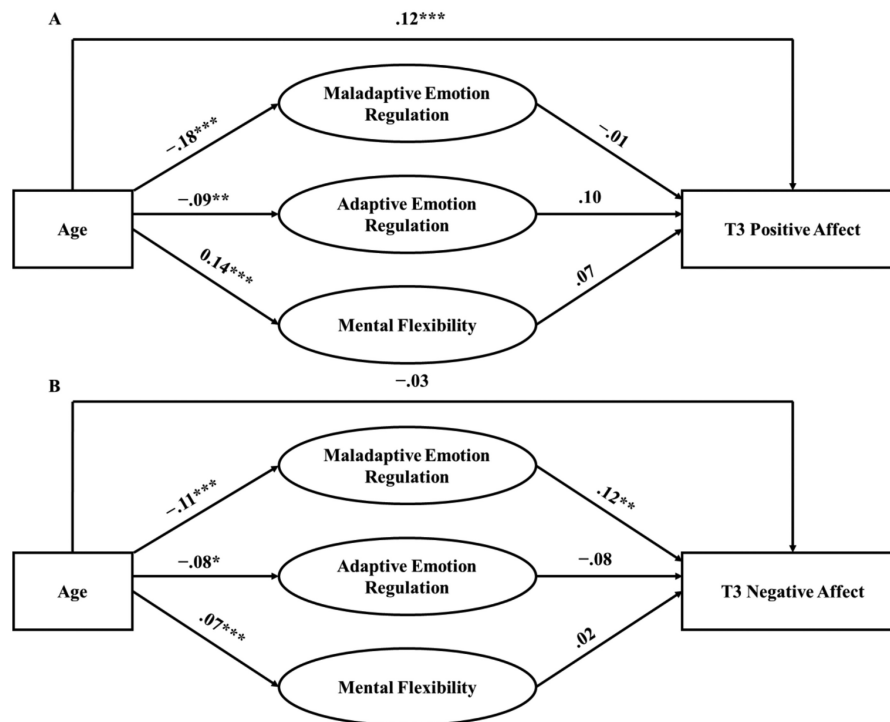 A
.12***
Maladaptive Emotion
Regulation
−.18***
−.01
Age
−.09**
Adaptive Emotion
Regulation
.10
T3 Positive Affect
0.14***
.07
Mental Flexibility
B
−.03
Maladaptive Emotion
Regulation
−.11***
.12**
Age
−.08*
Adaptive Emotion
Regulation
−.08
T3 Negative Affect
.07***
.02
Mental Flexibility